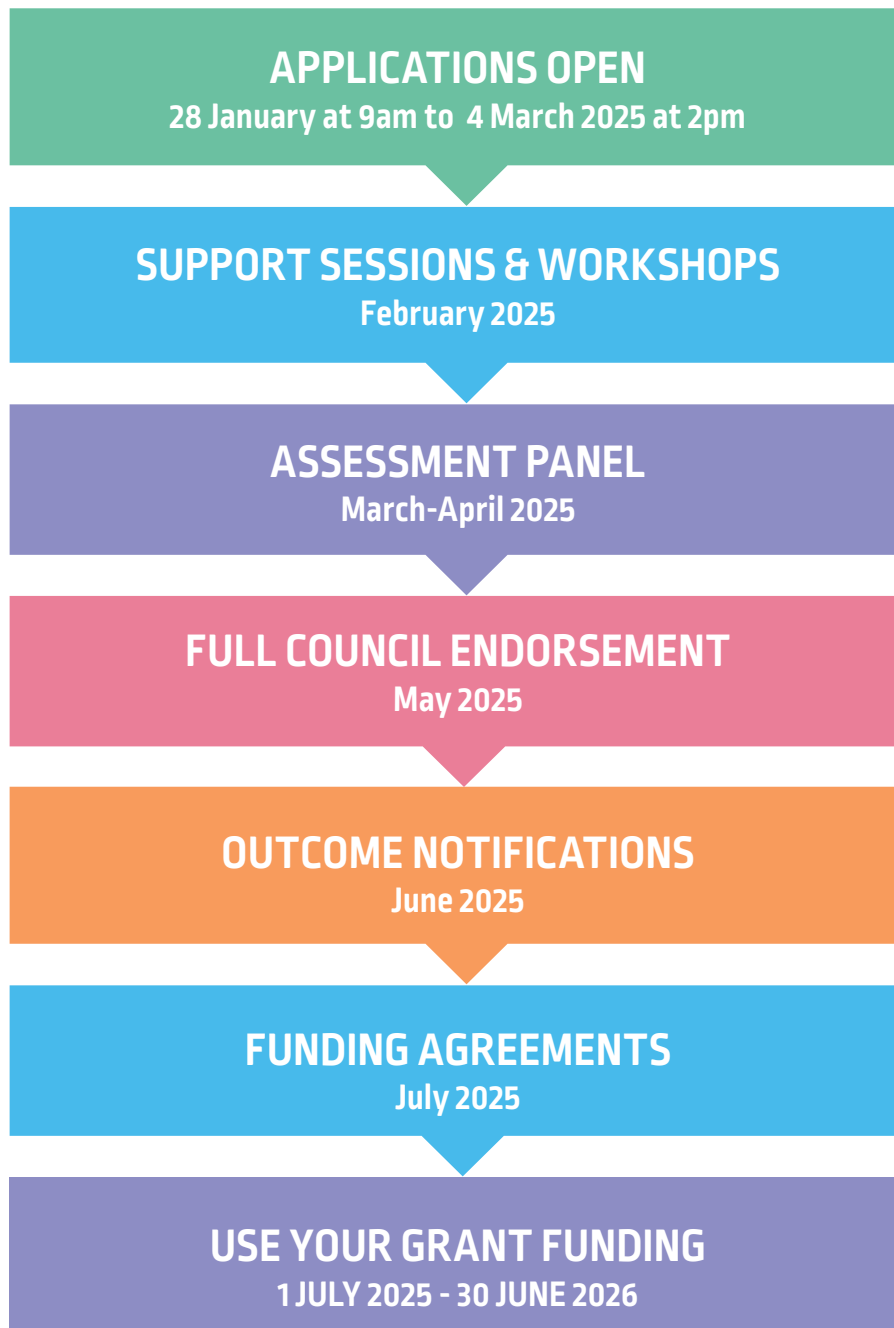 APPLICATIONS OPEN
28 January at 9am to 4 March 2025 at 2pm
SUPPORT SESSIONS & WORKSHOPS
February 2025
ASSESSMENT PANEL
March-April 2025
FULL COUNCIL ENDORSEMENT
May 2025
OUTCOME NOTIFICATIONS
June 2025
FUNDING AGREEMENTS
July 2025
USE YOUR GRANT FUNDING
1 JULY 2025 - 30 JUNE 2026